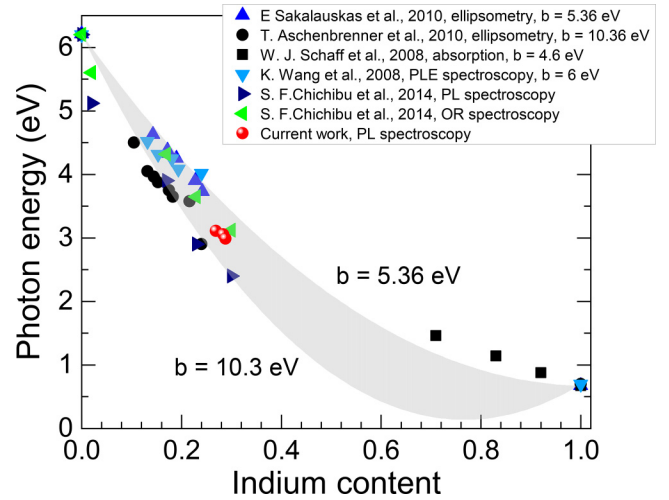 E Sakalauskas et al., 2010, ellipsometry, b = 5.36 eV
T. Aschenbrenner et al., 2010, ellipsometry, b = 10.36 eV
W. J. Schaff et al., 2008, absorption, b = 4.6 eV
K. Wang et al., 2008, PLE spectroscopy, b = 6 eV
S. F.Chichibu et al., 2014, PL spectroscopy
S. F.Chichibu et al., 2014, OR spectroscopy
Current work, PL spectroscopy
Photon energy (eV)
6
5
4
3
2
1
0
b = 5.36 eV
b = 10.3 eV
0.0 0.2 0.4 0.6 0.8 1.0
Indium content